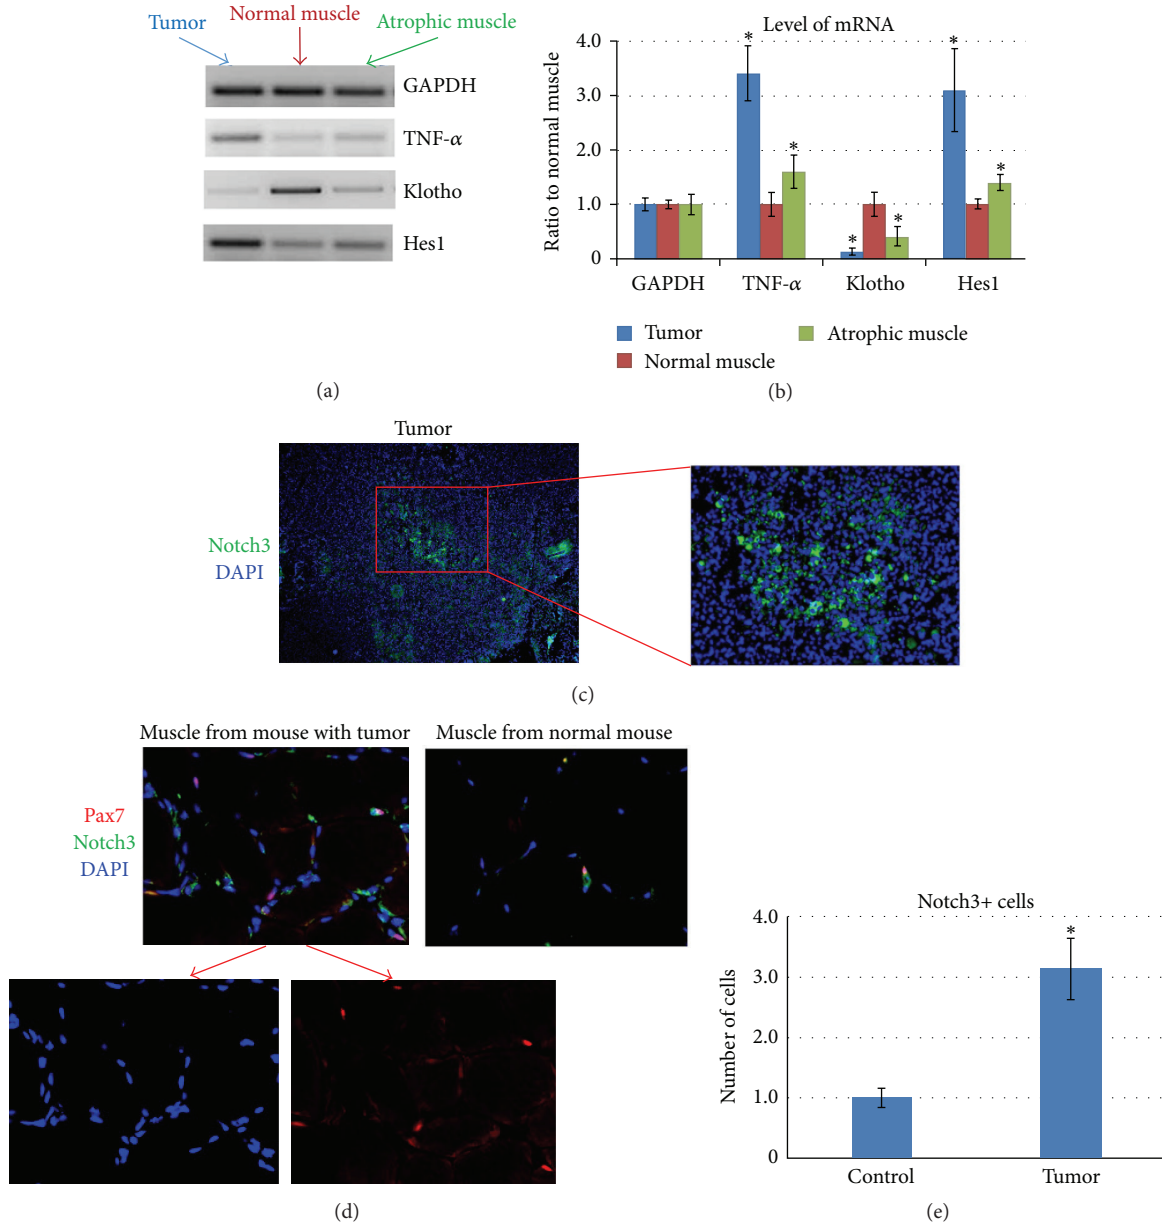 Tumor
Normal muscle
Atrophic muscle
GAPDH
TNF-α
Klotho
Hes1
(a)
Level of mRNA
Ratio to normal muscle
4.0
3.0
2.0
1.0
0
*
*
*
*
*
*
GAPDH
TNF-α
Klotho
Hes1
Tumor
Atrophic muscle
Normal muscle
(b)
Tumor
Notch3
DAPI
(c)
Muscle from mouse with tumor
Muscle from normal mouse
Pax7
Notch3
DAPI
(d)
Notch3+ cells
Number of cells
4.0
3.0
2.0
1.0
0
*
Control
Tumor
(e)